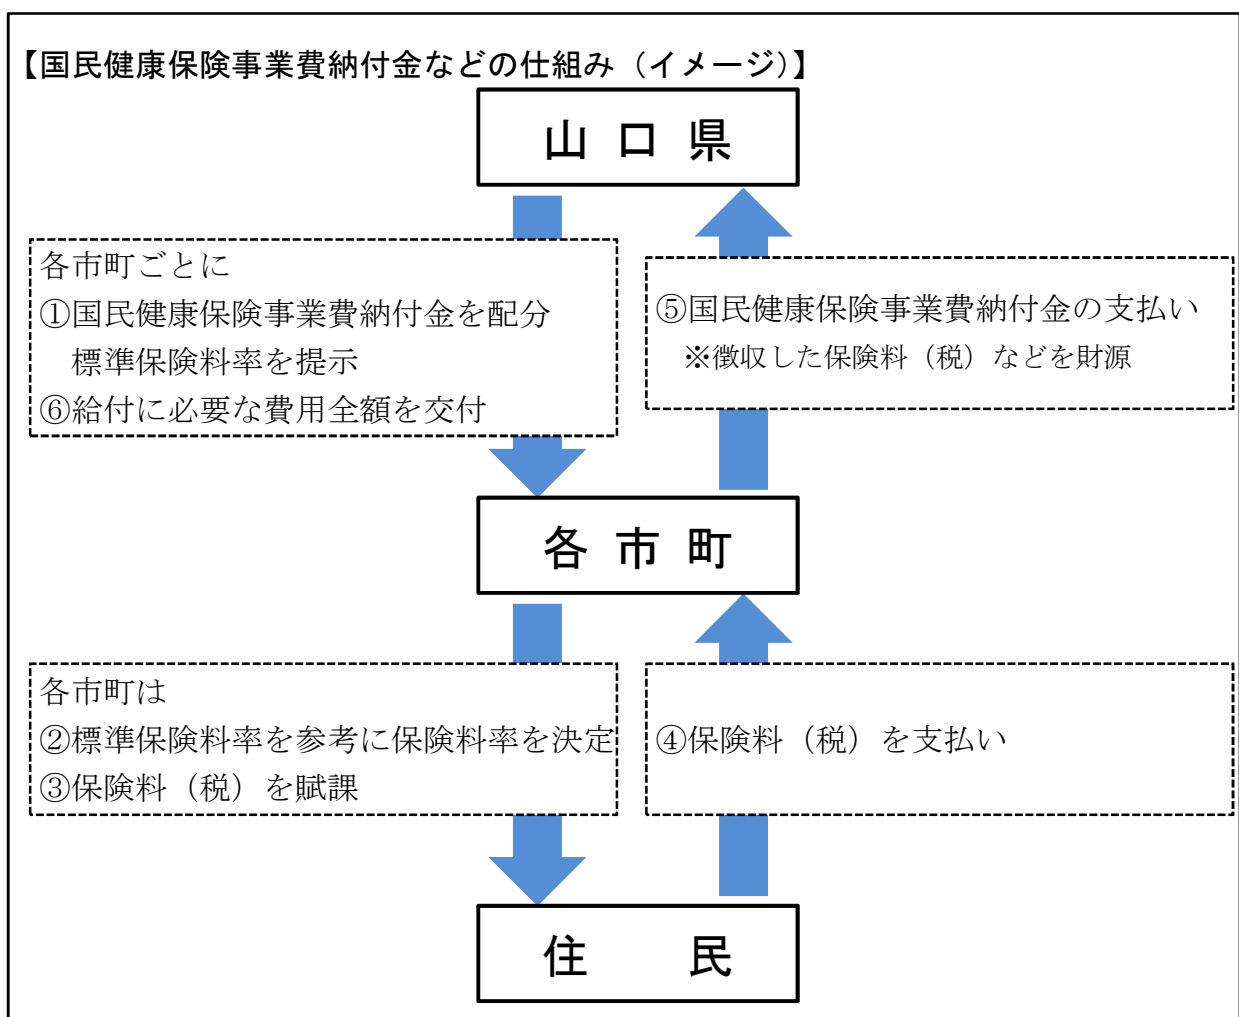 【国民健康保険事業費納付金などの仕組み（イメージ）】
山 口 県
各市町ごとに
①国民健康保険事業費納付金を配分
標準保険料率を提示
⑥給付に必要な費用全額を交付
⑤国民健康保険事業費納付金の支払い
※徴収した保険料（税）などを財源
各 市 町
各市町は
②標準保険料率を参考に保険料率を決定
③保険料（税）を賦課
④保険料（税）を支払い
住　　民